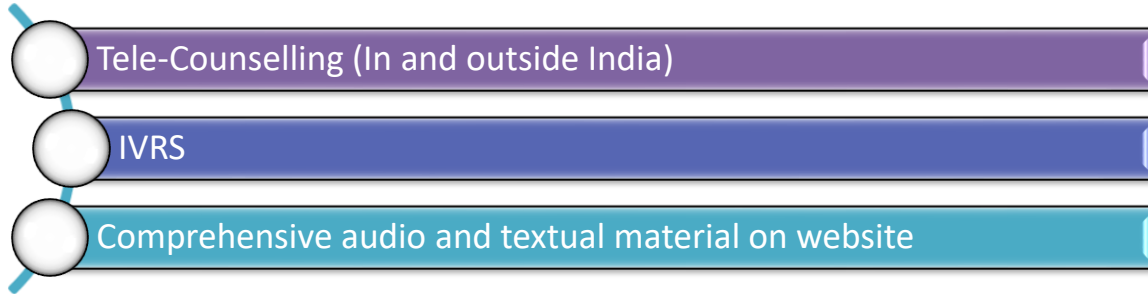 Tele-Counselling (In and outside India)
IVRS
Comprehensive audio and textual material on website